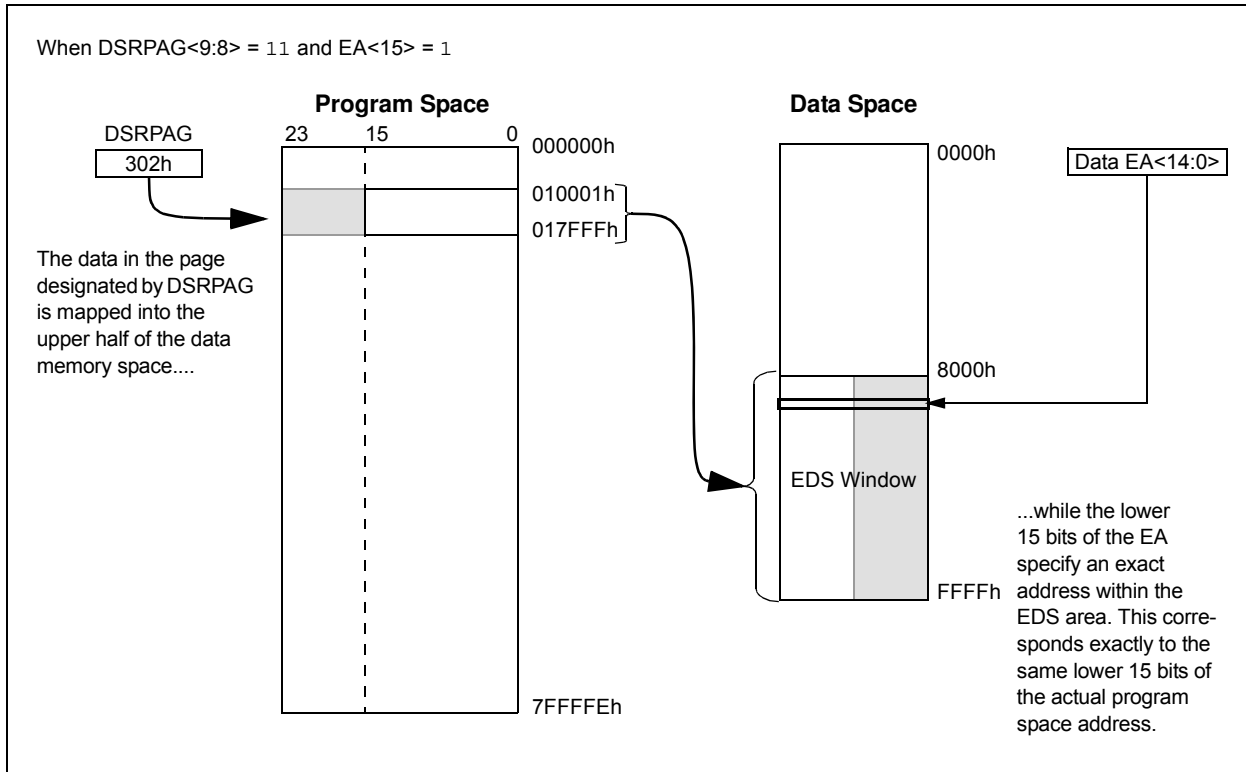 When DSRPAG<9:8> = 11 and EA<15> = 1
Program Space
Data Space
DSRPAG
302h
23 15 0
000000h
010001h
017FFFh
7FFFFEh
The data in the page
designated by DSRPAG
is mapped into the
upper half of the data
memory space....
0000h
8000h
FFFFh
EDS Window
Data EA<14:0>
...while the lower
15 bits of the EA
specify an exact
address within the
EDS area. This corre-
sponds exactly to the
same lower 15 bits of
the actual program
space address.